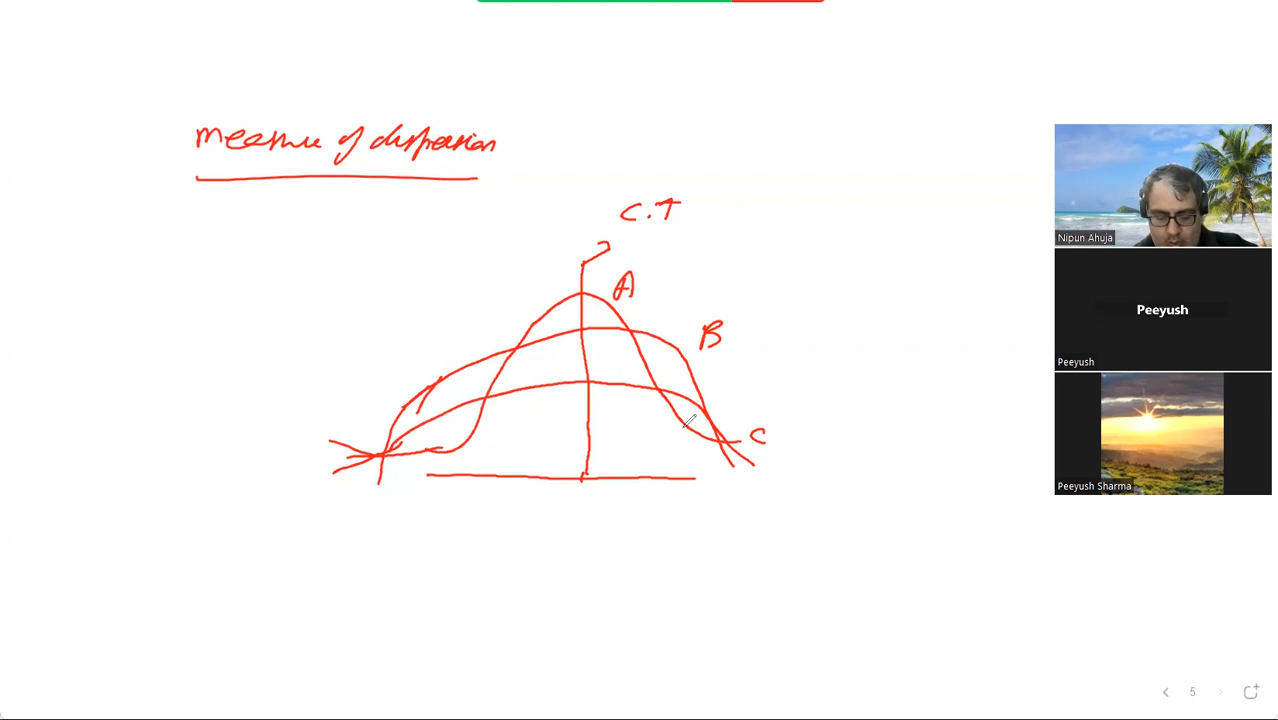 measure of dispersion
C.T
A
B
C
Nipun Ahuja
Peeyush
Peeyush
Peeyush Sharma
5